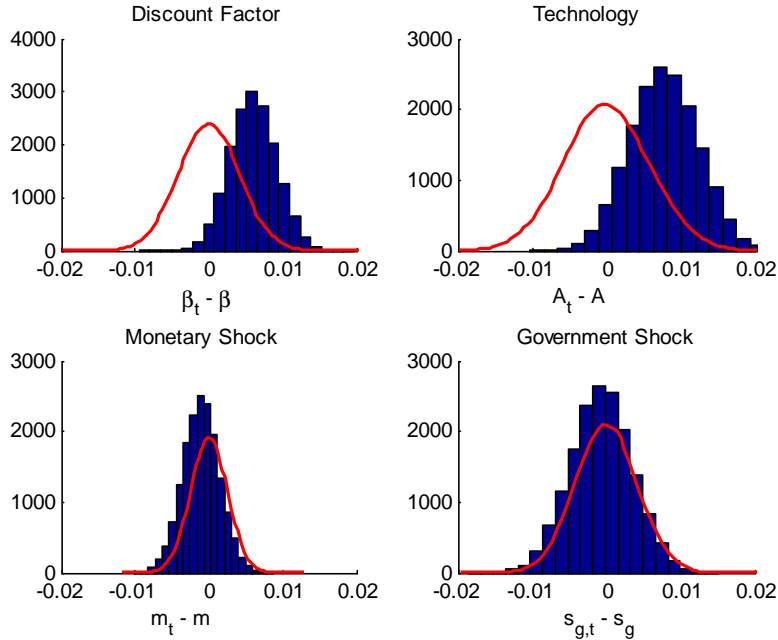 Discount Factor
4000
3000
2000
1000
0
-0.02 -0.01 0 0.01 0.02
β_t - β
Technology
3000
2000
1000
0
-0.02 -0.01 0 0.01 0.02
A_t - A
Monetary Shock
3000
2000
1000
0
-0.02 -0.01 0 0.01 0.02
m_t - m
Government Shock
3000
2000
1000
0
-0.02 -0.01 0 0.01 0.02
s_g,t - s_g